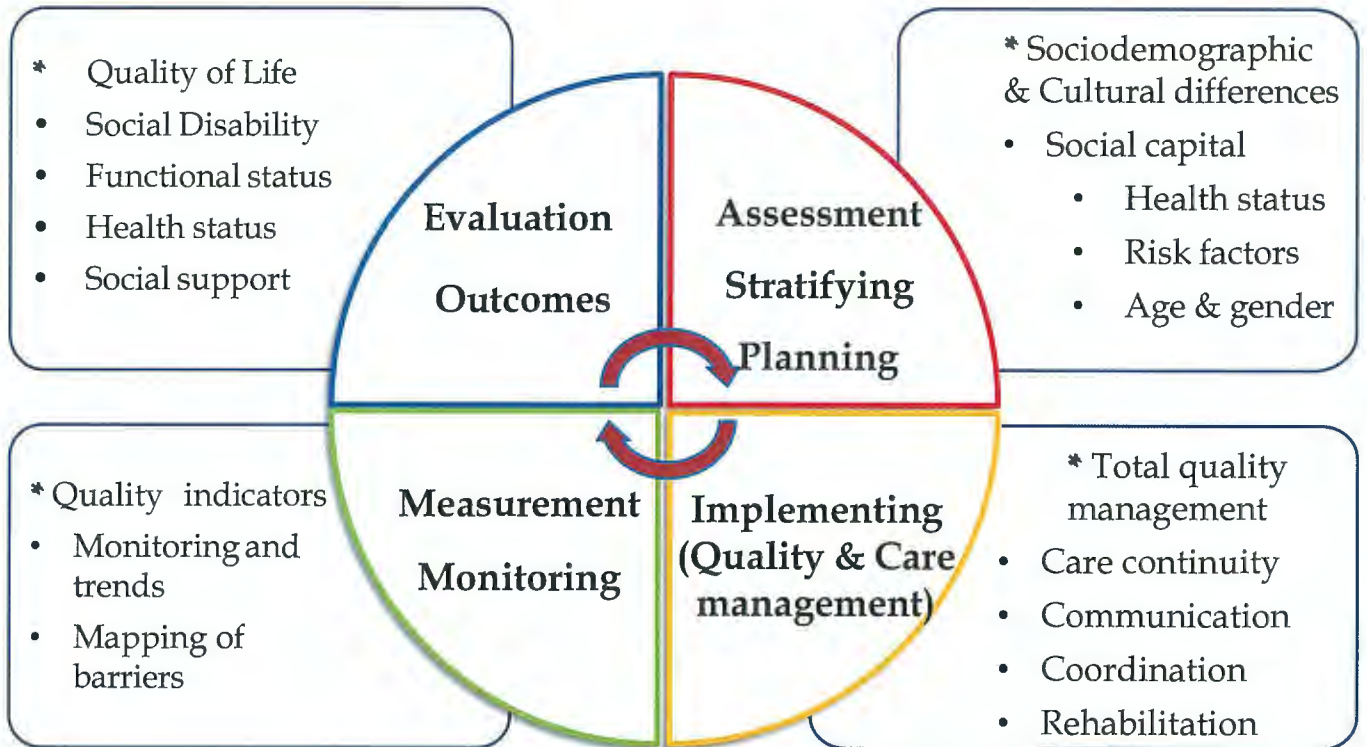 * Quality of Life
• Social Disability
• Functional status
• Health status
• Social support
Evaluation
Outcomes
Assessment
Stratifying
Planning
* Sociodemographic
& Cultural differences
• Social capital
• Health status
• Risk factors
• Age & gender
* Quality indicators
• Monitoring and
trends
• Mapping of
barriers
Measurement
Monitoring
Implementing
(Quality & Care
management)
* Total quality
management
• Care continuity
• Communication
• Coordination
• Rehabilitation